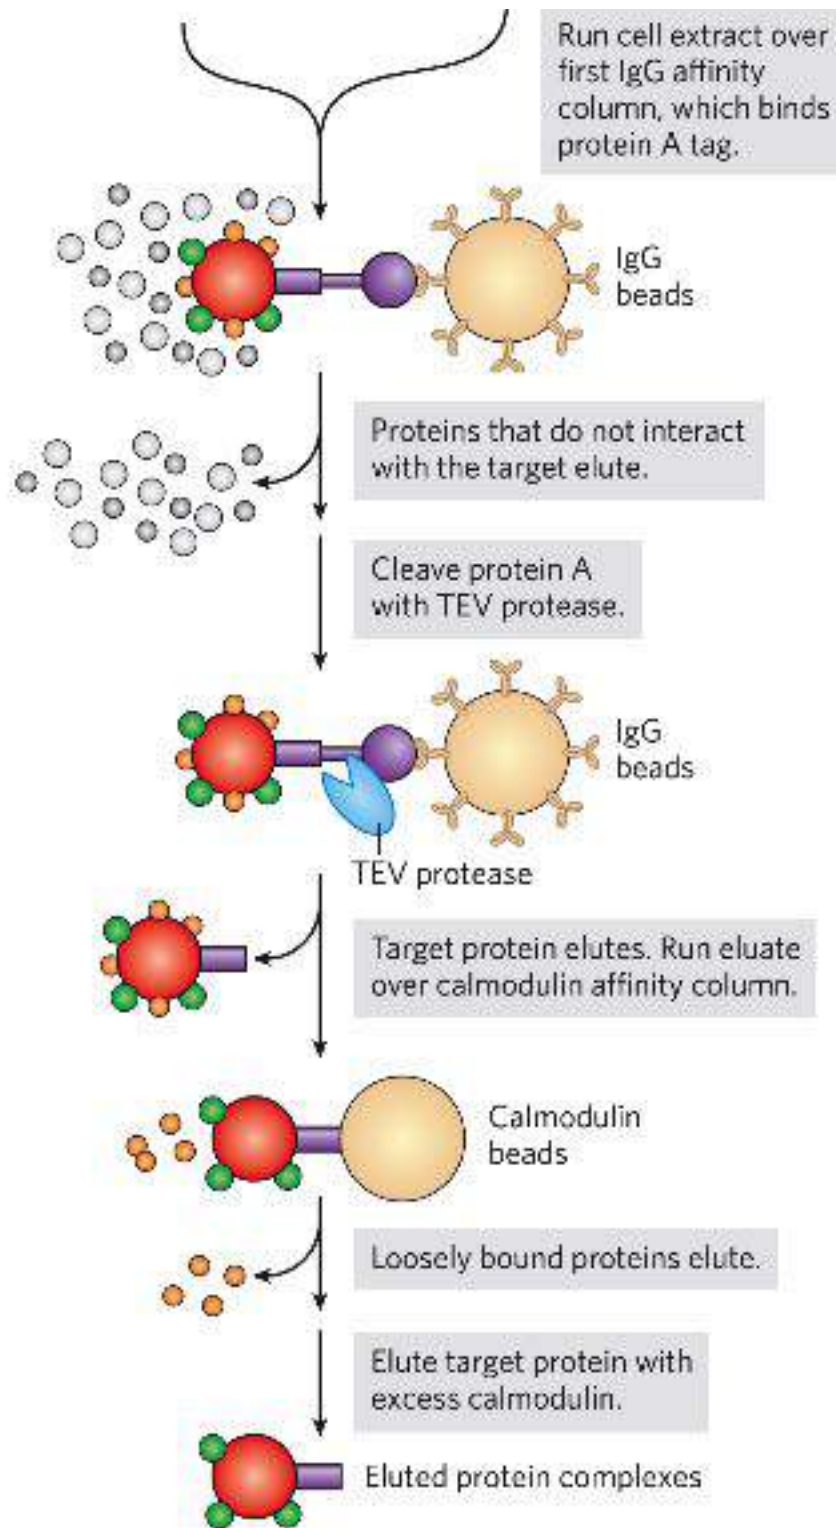 Run cell extract over
first IgG affinity
column, which binds
protein A tag.
IgG
beads
Proteins that do not interact
with the target elute.
Cleave protein A
with TEV protease.
IgG
beads
TEV protease
Target protein elutes. Run eluate
over calmodulin affinity column.
Calmodulin
beads
Loosely bound proteins elute.
Elute target protein with
excess calmodulin.
Eluted protein complexes